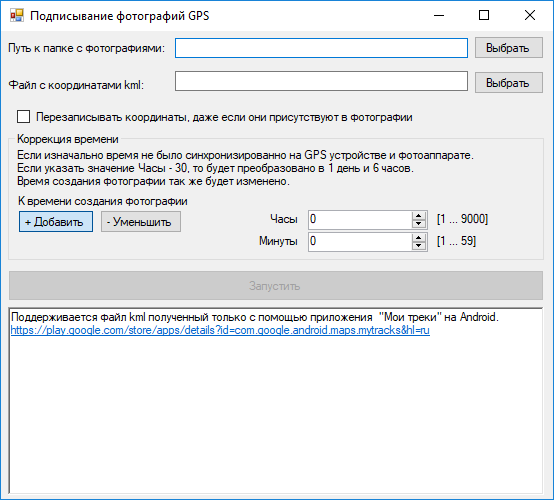 Подписывание фотографий GPS
Путь к папке с фотографиями:
Выбрать
Файл с координатами kml:
Выбрать
Перезаписывать координаты, даже если они присутствуют в фотографии
Коррекция времени
Если изначально время не было синхронизированно на GPS устройстве и Фотоаппарате.
Если указать значение Часы - 30, то будет преобразовано в 1 день и 6 часов.
Время создания Фотографии так же будет изменено.
К времени создания фотографии
+ Добавить
- Уменьшить
Часы
0
[1 ... 9000]
Минуты
0
[1 ... 59]
Запустить
Поддерживается файл kml полученный только с помощью приложения "Мои треки" на Android.
https://play.google.com/store/apps/details?id=com.google.android.maps.mytracks&hl=ru